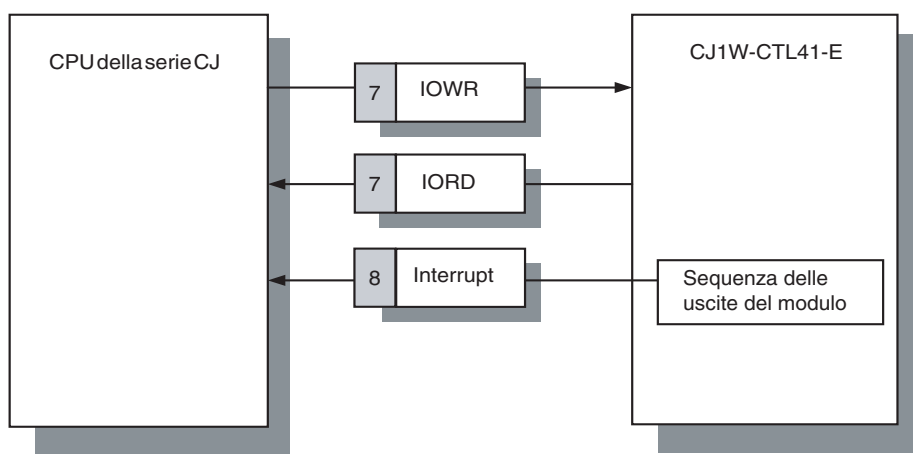 CPU della serie CJ
CJ1W-CTL41-E
7 IOWR
7 IORD
8 Interrupt
Sequenza delle
uscite del modulo